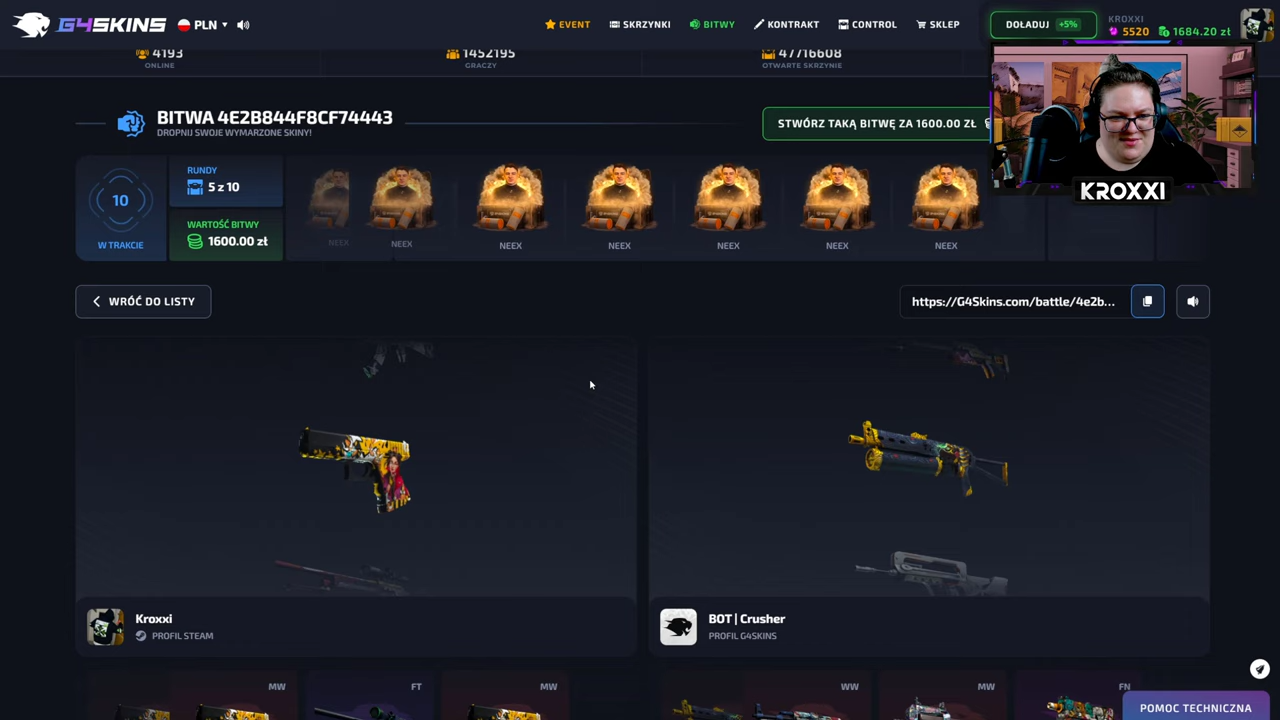 G4SKINS
PLN
EVENT
SKRZYNKI
BITWY
KONTRAKT
CONTROL
SKLEP
DOŁADUJ +5%
KROXXI
5520
1684.20 zł
4193
ONLINE
1452195
GRACZY
47716608
OTWARTE SKRZYNIE
BITWA 4E2B844F8CF74443
DROPNIJ SWOJE WYMARZONE SKINY!
STWÓRZ TAKĄ BITWĘ ZA 1600.00 ZŁ
KROXXI
10
W TRAKCIE
RUNDY
5 z 10
WARTOŚĆ BITWY
1600.00 zł
NEEX
NEEX
NEEX
NEEX
NEEX
NEEX
NEEX
WRÓĆ DO LISTY
https://G4Skins.com/battle/4e2b...
Kroxxi
PROFIL STEAM
BOT | Crusher
PROFIL G4SKINS
MW
FT
MW
WW
MW
FN
POMOC TECHNICZNA